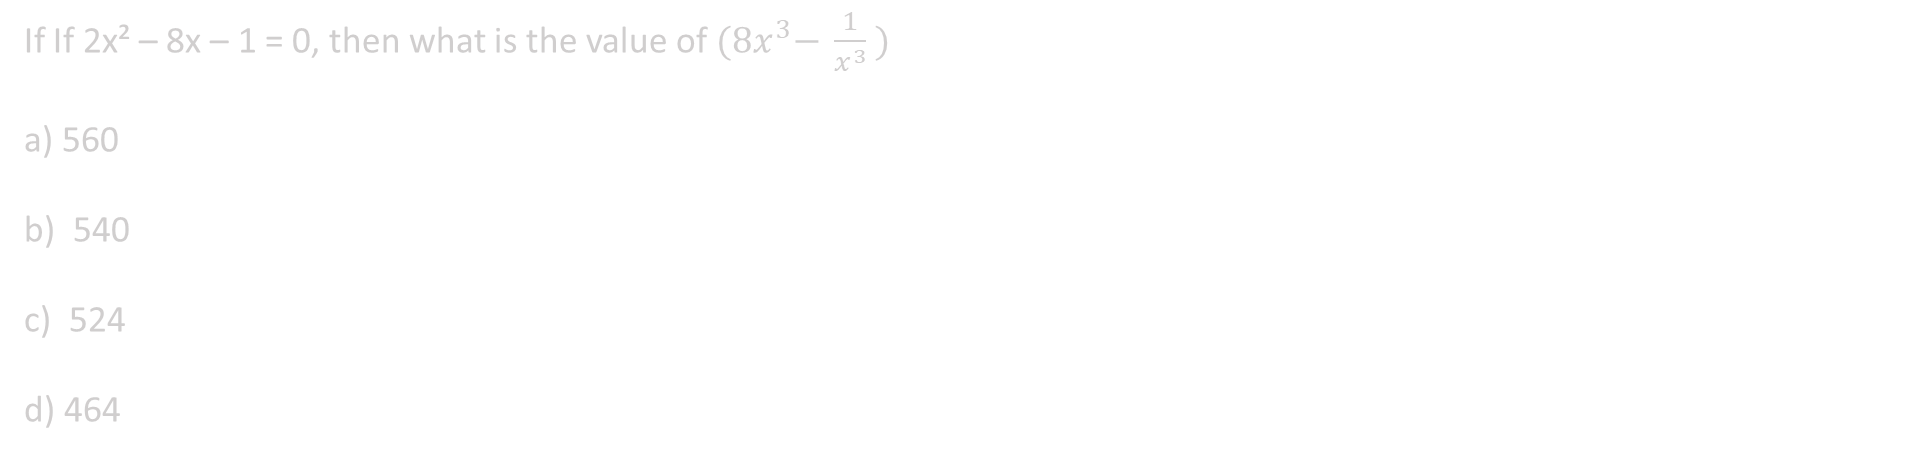 If If 2x² – 8x – 1 = 0, then what is the value of (8x³ – 1/x³)
a) 560
b) 540
c) 524
d) 464